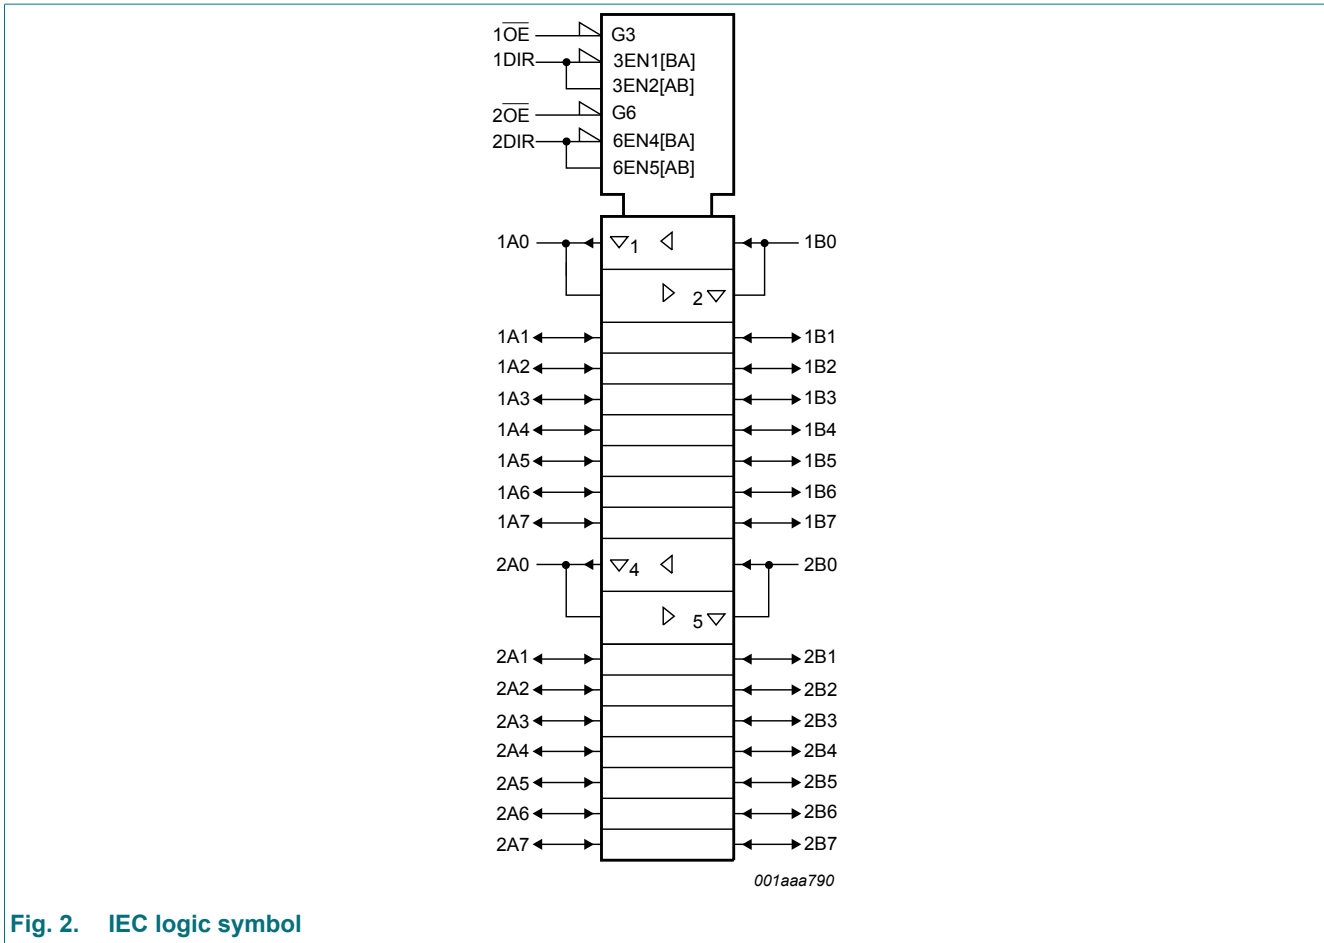 1O̅E̅ G3
1DIR 3EN1[BA]
3EN2[AB]
2O̅E̅ G6
2DIR 6EN4[BA]
6EN5[AB]
1A0 1 1B0
2
1A1 1B1
1A2 1B2
1A3 1B3
1A4 1B4
1A5 1B5
1A6 1B6
1A7 1B7
2A0 4 2B0
5
2A1 2B1
2A2 2B2
2A3 2B3
2A4 2B4
2A5 2B5
2A6 2B6
2A7 2B7
001aaa790
Fig. 2. IEC logic symbol